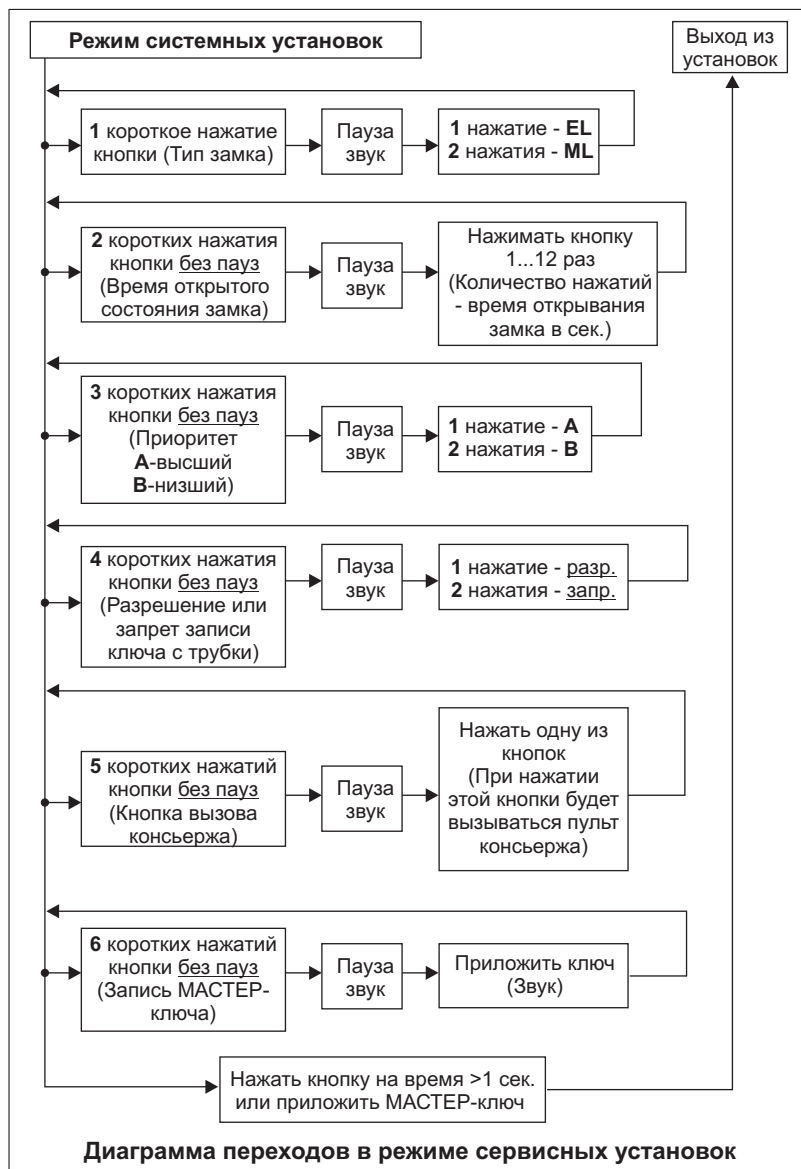 Режим системных установок
Выход из
установок
1 короткое нажатие
кнопки (Тип замка)
Пауза
звук
1 нажатие - EL
2 нажатия - ML
2 коротких нажатия
кнопки без пауз
(Время открытого
состояния замка)
Пауза
звук
Нажимать кнопку
1...12 раз
(Количество нажатий
- время открывания
замка в сек.)
3 коротких нажатия
кнопки без пауз
(Приоритет
А-высший
В-низший)
Пауза
звук
1 нажатие - А
2 нажатия - В
4 коротких нажатия
кнопки без пауз
(Разрешение или
запрет записи
ключа с трубки)
Пауза
звук
1 нажатие - разр.
2 нажатия - запр.
5 коротких нажатий
кнопки без пауз
(Кнопка вызова
консьержа)
Пауза
звук
Нажать одну из
кнопок
(При нажатии
этой кнопки будет
вызываться пульт
консьержа)
6 коротких нажатий
кнопки без пауз
(Запись МАСТЕР-
ключа)
Пауза
звук
Приложить ключ
(Звук)
Нажать кнопку на время >1 сек.
или приложить МАСТЕР-ключ
Диаграмма переходов в режиме сервисных установок